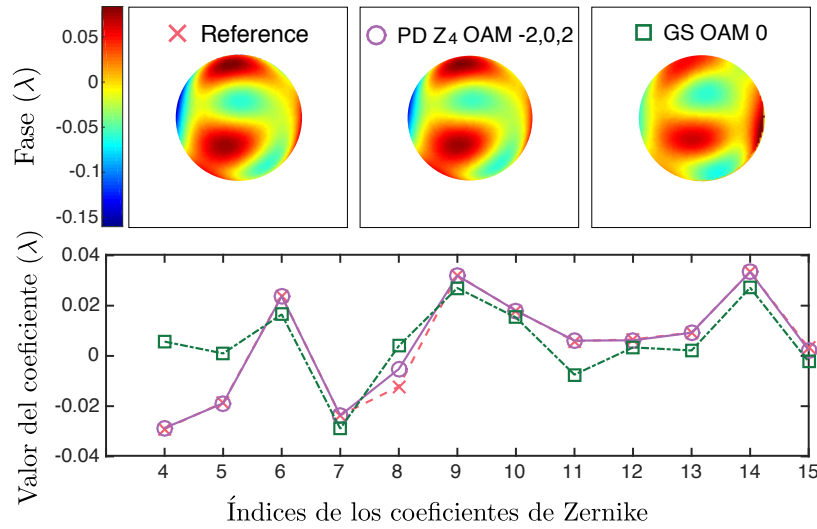 Reference
PD Z4 OAM -2,0,2
GS OAM 0
Fase (λ)
0.05
0
-0.05
-0.1
-0.15
Valor del coeficiente (λ)
0.04
0.02
0
-0.02
-0.04
4 5 6 7 8 9 10 11 12 13 14 15
Índices de los coeficientes de Zernike